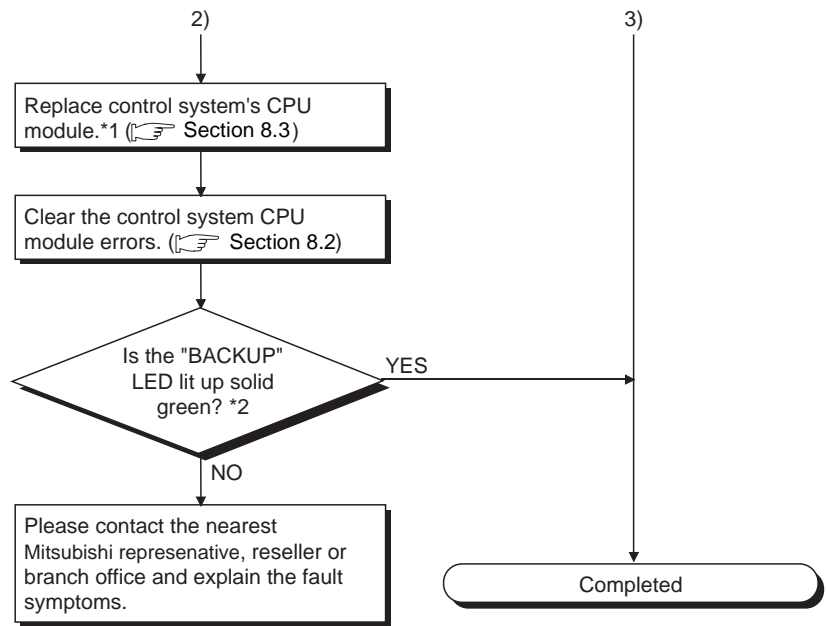 2)
3)
Replace control system's CPU
module.*1 ( Section 8.3)
Clear the control system CPU
module errors. ( Section 8.2)
Is the "BACKUP"
LED lit up solid
green? *2
YES
NO
Please contact the nearest
Mitsubishi represenative, reseller or
branch office and explain the fault
symptoms.
Completed